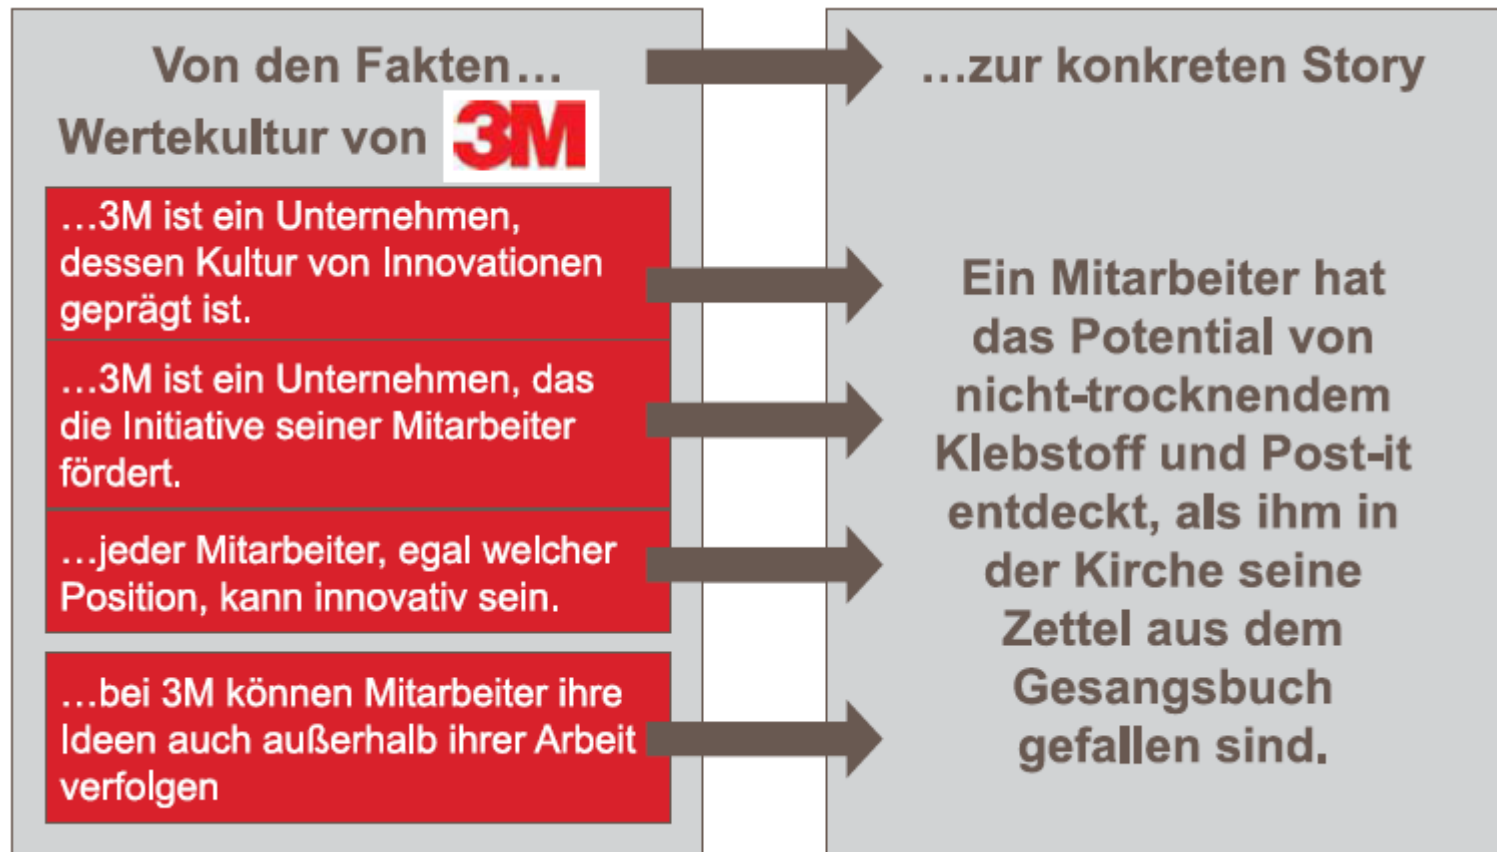 Von den Fakten…
Wertekultur von 3M
…3M ist ein Unternehmen,
dessen Kultur von Innovationen
geprägt ist.
…3M ist ein Unternehmen, das
die Initiative seiner Mitarbeiter
fördert.
…jeder Mitarbeiter, egal welcher
Position, kann innovativ sein.
…bei 3M können Mitarbeiter ihre
Ideen auch außerhalb ihrer Arbeit
verfolgen
…zur konkreten Story
Ein Mitarbeiter hat
das Potential von
nicht-trocknendem
Klebstoff und Post-it
entdeckt, als ihm in
der Kirche seine
Zettel aus dem
Gesangsbuch
gefallen sind.